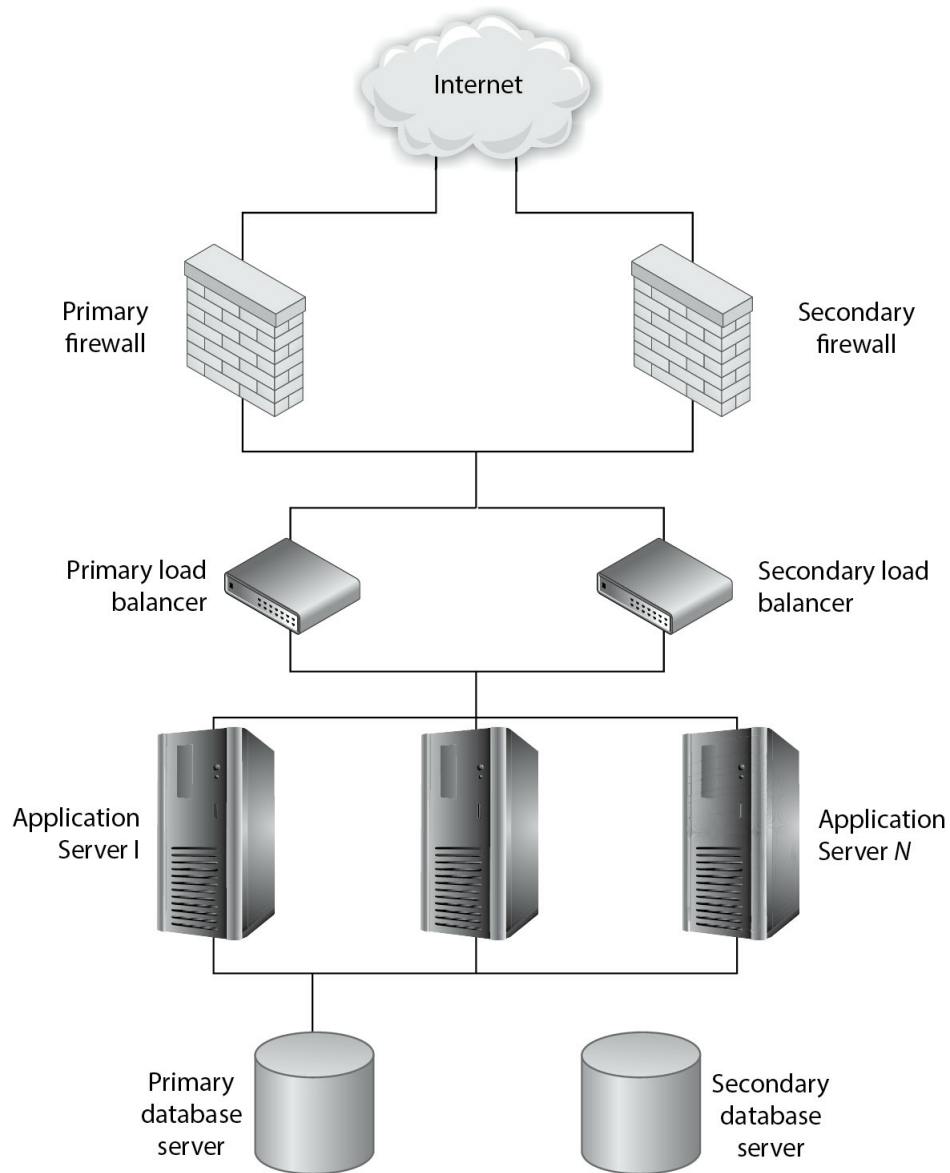 Internet
Primary
firewall
Secondary
firewall
Primary load
balancer
Secondary load
balancer
Application
Server I
Application
Server N
Primary
database
server
Secondary
database
server